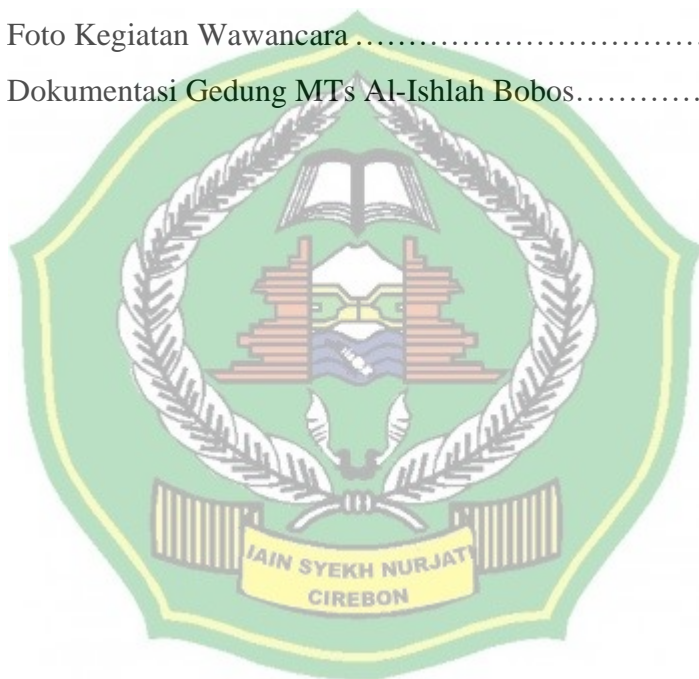 Foto Kegiatan Wawancara ……………………………
Dokumentasi Gedung MTs Al-Ishlah Bobos…………
IAIN SYEKH NURJATI
CIREBON